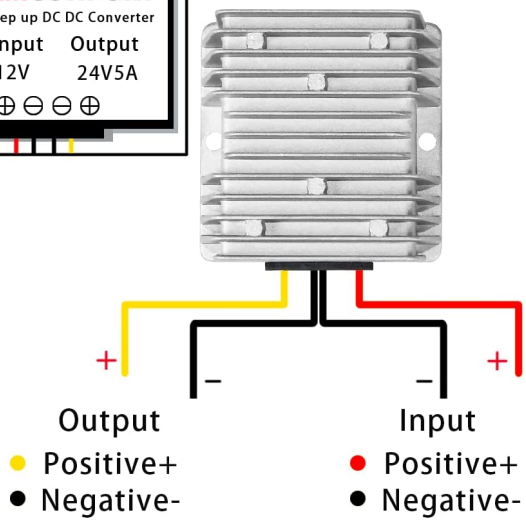 ep up DC DC Converter
nput Output
12V 24V5A
⊕ ⊖ ⊖ ⊕
+ − − +
Output Input
Positive+ Positive+
Negative- Negative-